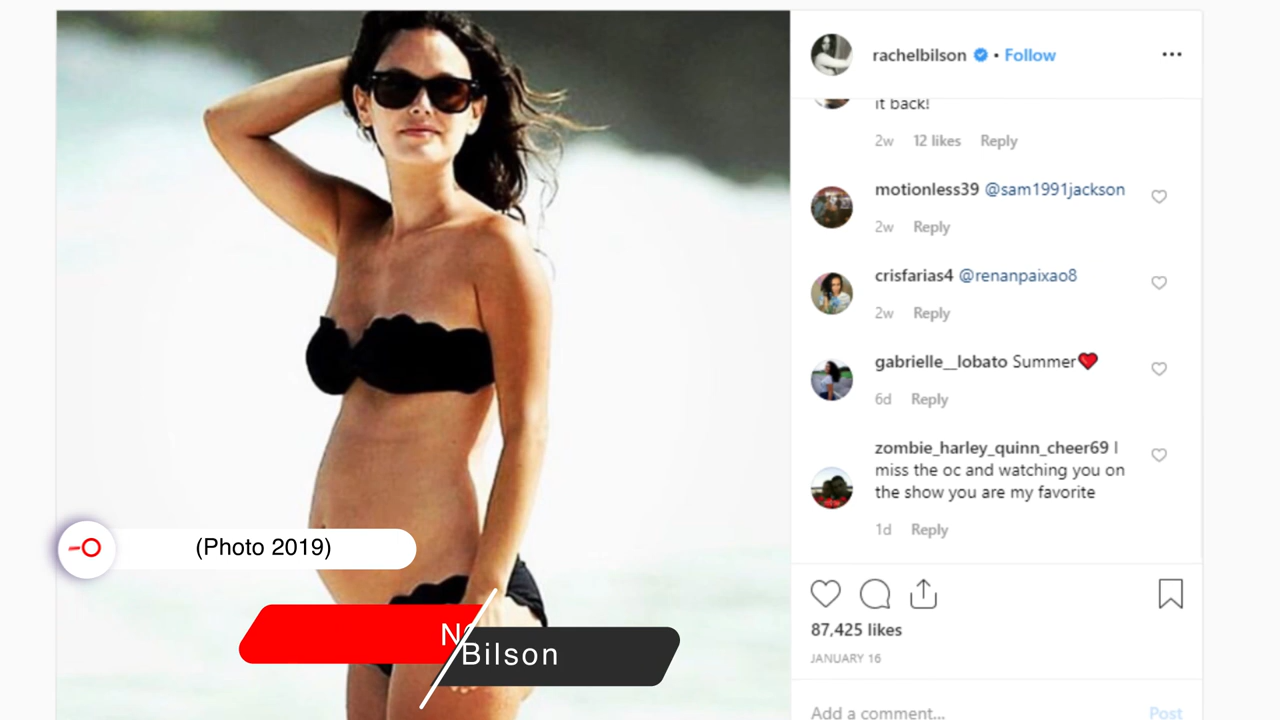 rachelbilson • Follow
it back!
2w 12 likes Reply
motionless39 @sam1991jackson
2w Reply
crisfarias4 @renanpaixao8
2w Reply
gabrielle__lobato Summer❤️
6d Reply
zombie_harley_quinn_cheer69 I
miss the oc and watching you on
the show you are my favorite
1d Reply
87,425 likes
JANUARY 16
Add a comment... Post
(Photo 2019)
Bilson